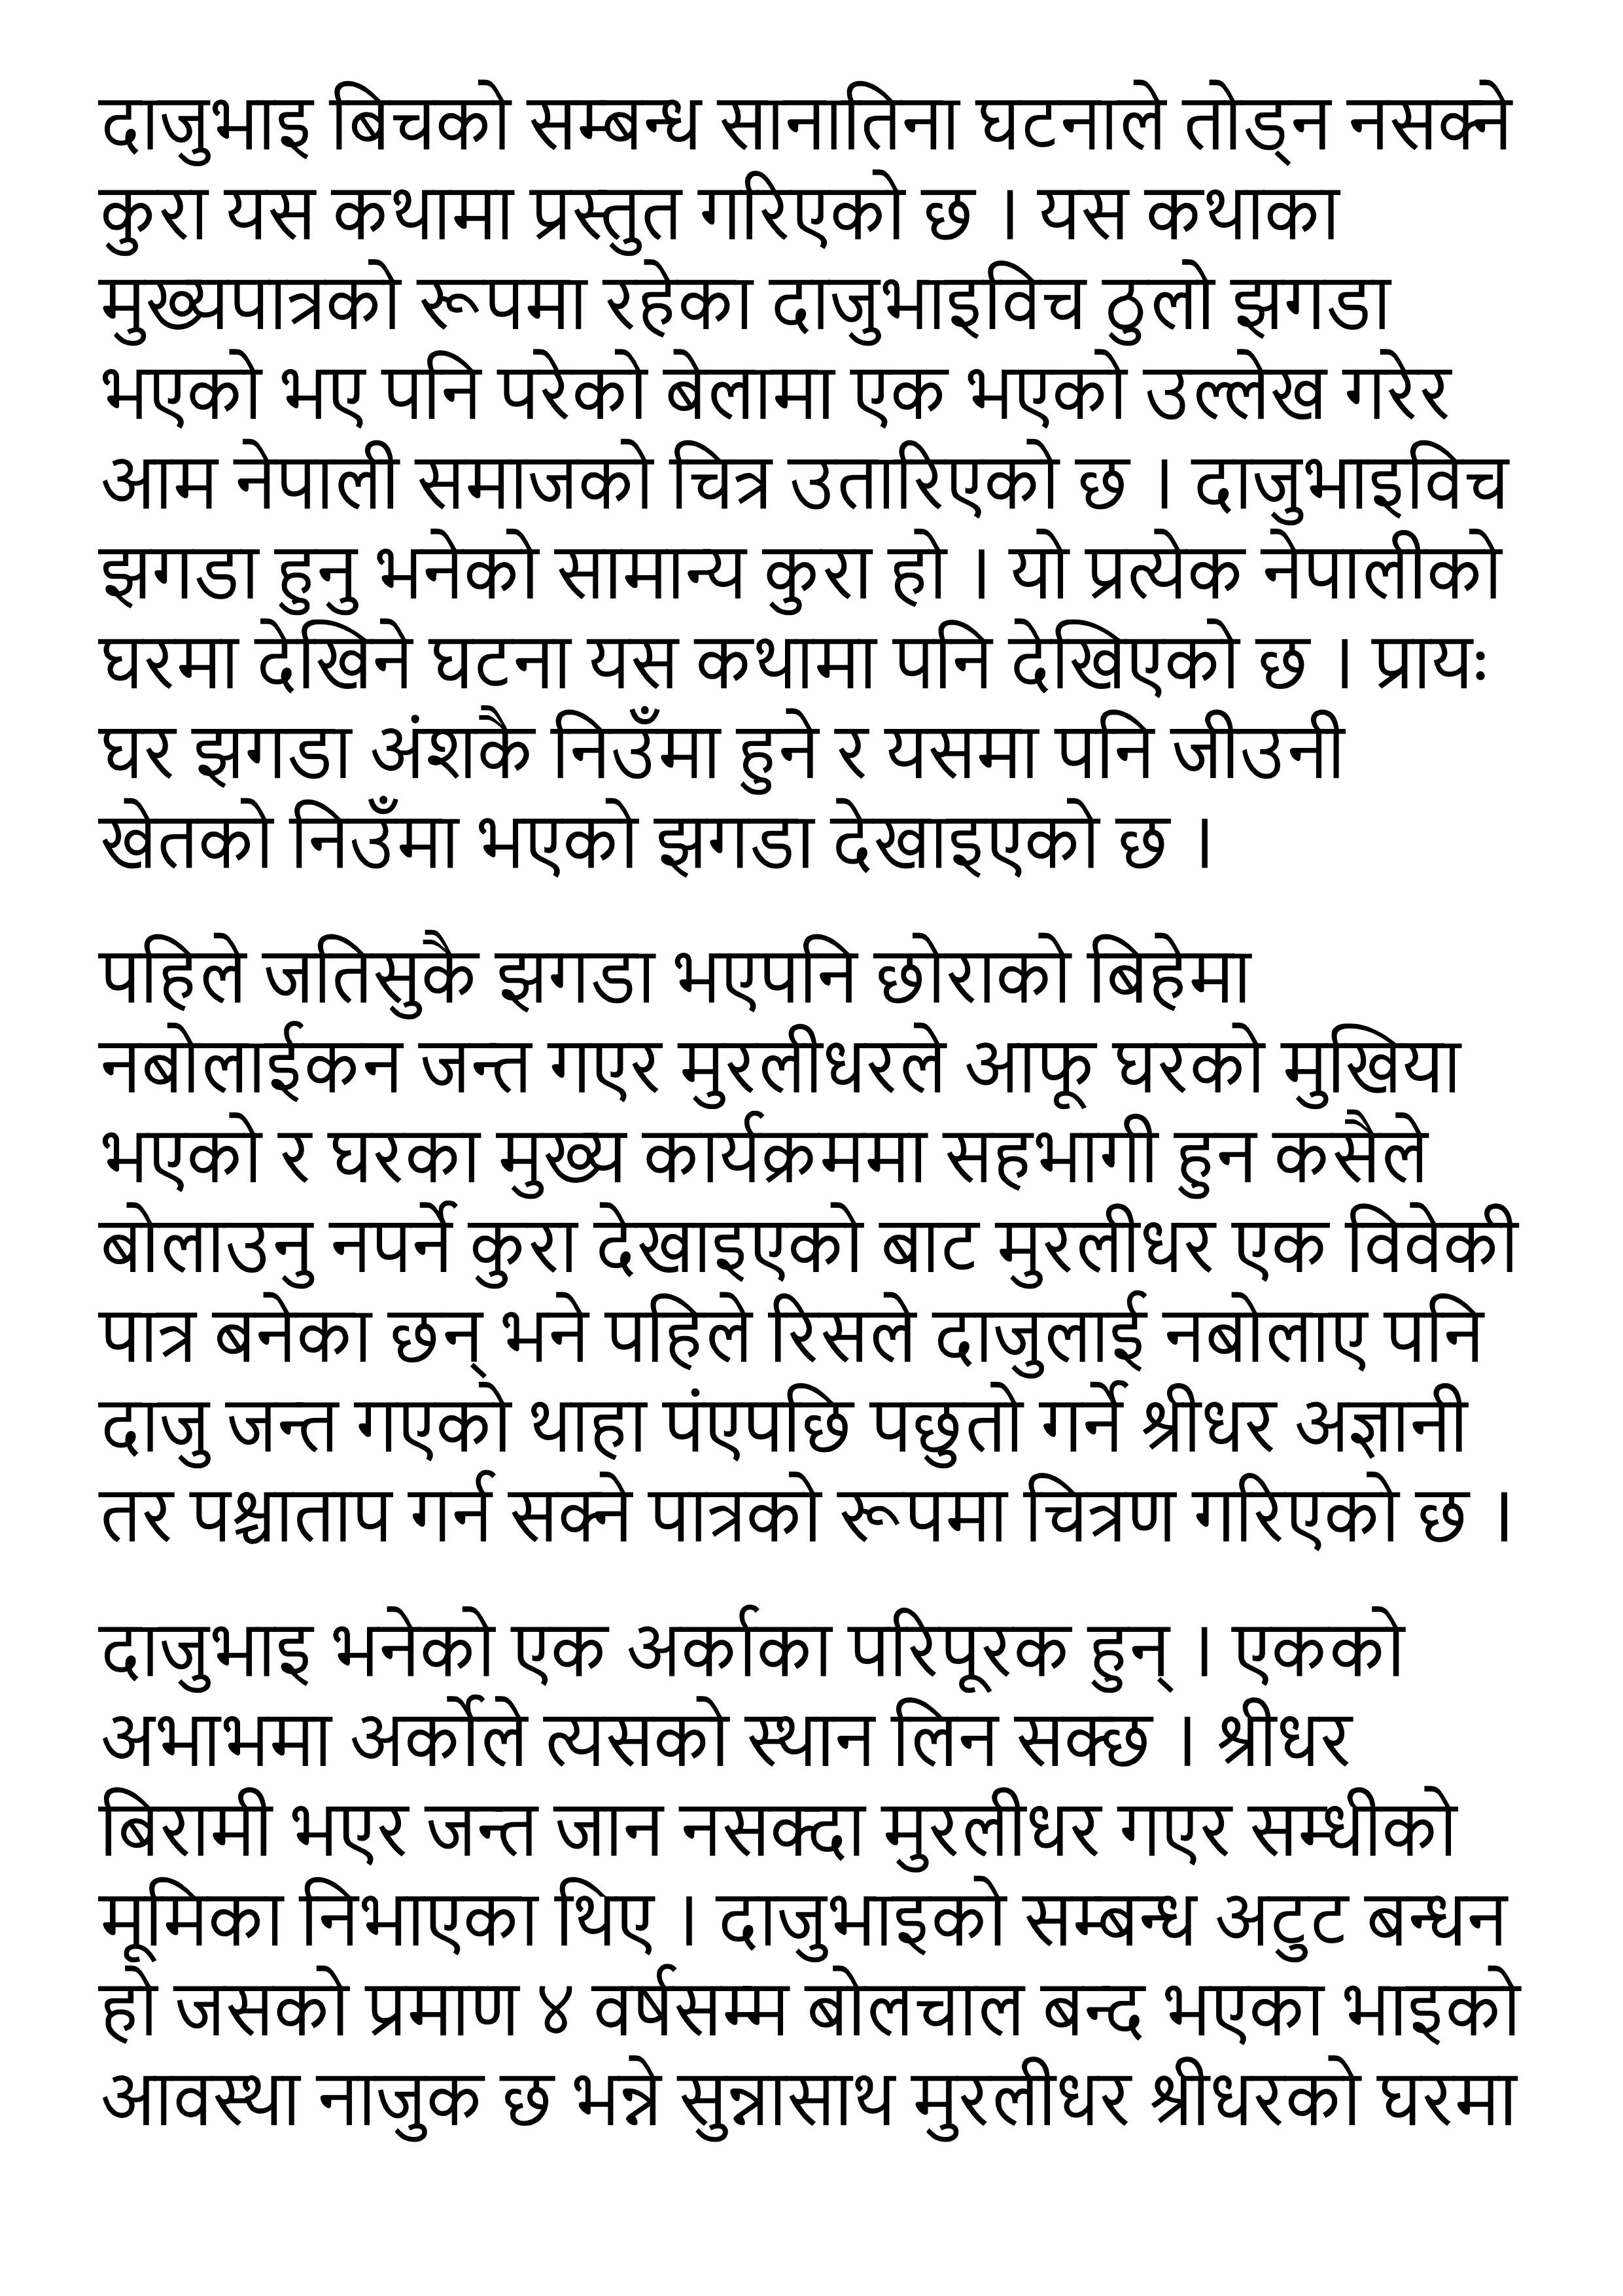 दाजुभाइ बिचको सम्बन्ध सानातिना घटनाले तोड्न नसक्ने
कुरा यस कथामा प्रस्तुत गरिएको छ । यस कथाका
मुख्यपात्रको रूपमा रहेका दाजुभाइविच ठुलो झगडा
भएको भए पनि परेको बेलामा एक भएको उल्लेख गरेर
आम नेपाली समाजको चित्र उतारिएको छ । दाजुभाइविच
झगडा हुनु भनेको सामान्य कुरा हो । यो प्रत्येक नेपालीको
घरमा देखिने घटना यस कथामा पनि देखिएको छ । प्रायः
घर झगडा अंशकै निउँमा हुने र यसमा पनि जीउनी
खेतको निउँमा भएको झगडा देखाइएको छ ।
पहिले जतिसुकै झगडा भएपनि छोराको बिहेमा
नबोलाईकन जन्त गएर मुरलीधरले आफू घरको मुखिया
भएको र घरका मुख्य कार्यक्रममा सहभागी हुन कसैले
बोलाउनु नपर्ने कुरा देखाइएको बाट मुरलीधर एक विवेकी
पात्र बनेका छन् भने पहिले रिसले दाजुलाई नबोलाए पनि
दाजु जन्त गएको थाहा पंएपछि पछुतो गर्ने श्रीधर अज्ञानी
तर पश्चाताप गर्न सक्ने पात्रको रूपमा चित्रण गरिएको छ ।
दाजुभाइ भनेको एक अर्काका परिपूरक हुन् । एकको
अभाभमा अर्कोले त्यसको स्थान लिन सक्छ । श्रीधर
बिरामी भएर जन्त जान नसक्दा मुरलीधर गएर सम्धीको
मूमिका निभाएका थिए । दाजुभाइको सम्बन्ध अटुट बन्धन
हो जसको प्रमाण ४ वर्षसम्म बोलचाल बन्द भएका भाइको
आवस्था नाजुक छ भन्ने सुन्नासाथ मुरलीधर श्रीधरको घरमा